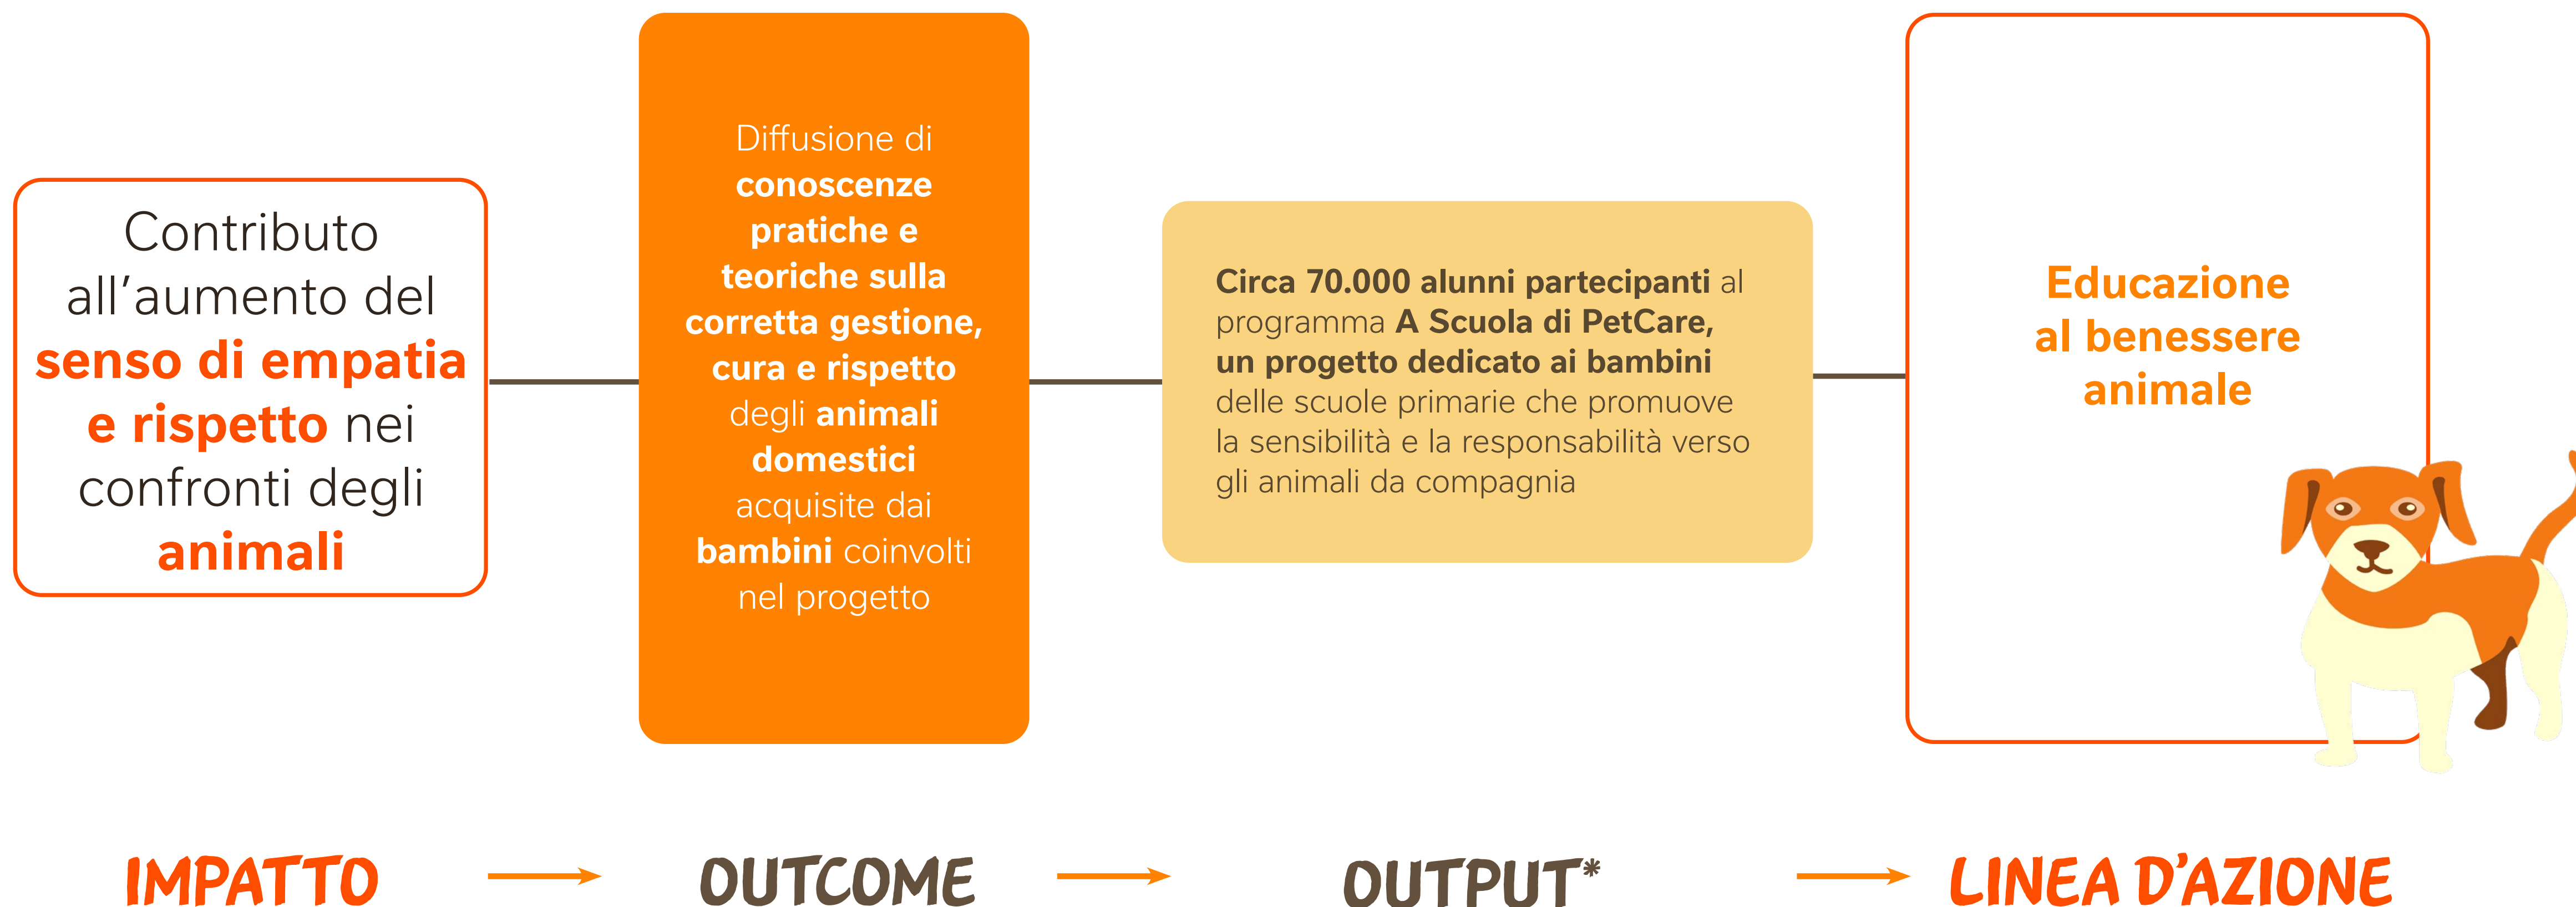 Contributo
all’aumento del
senso di empatia
e rispetto nei
confronti degli
animali
Diffusione di
conoscenze
pratiche e
teoriche sulla
corretta gestione,
cura e rispetto
degli animali
domestici
acquisite dai
bambini coinvolti
nel progetto
Circa 70.000 alunni partecipanti al
programma A Scuola di PetCare,
un progetto dedicato ai bambini
delle scuole primarie che promuove
la sensibilità e la responsabilità verso
gli animali da compagnia
Educazione
al benessere
animale
IMPATTO
OUTCOME
OUTPUT*
LINEA D’AZIONE